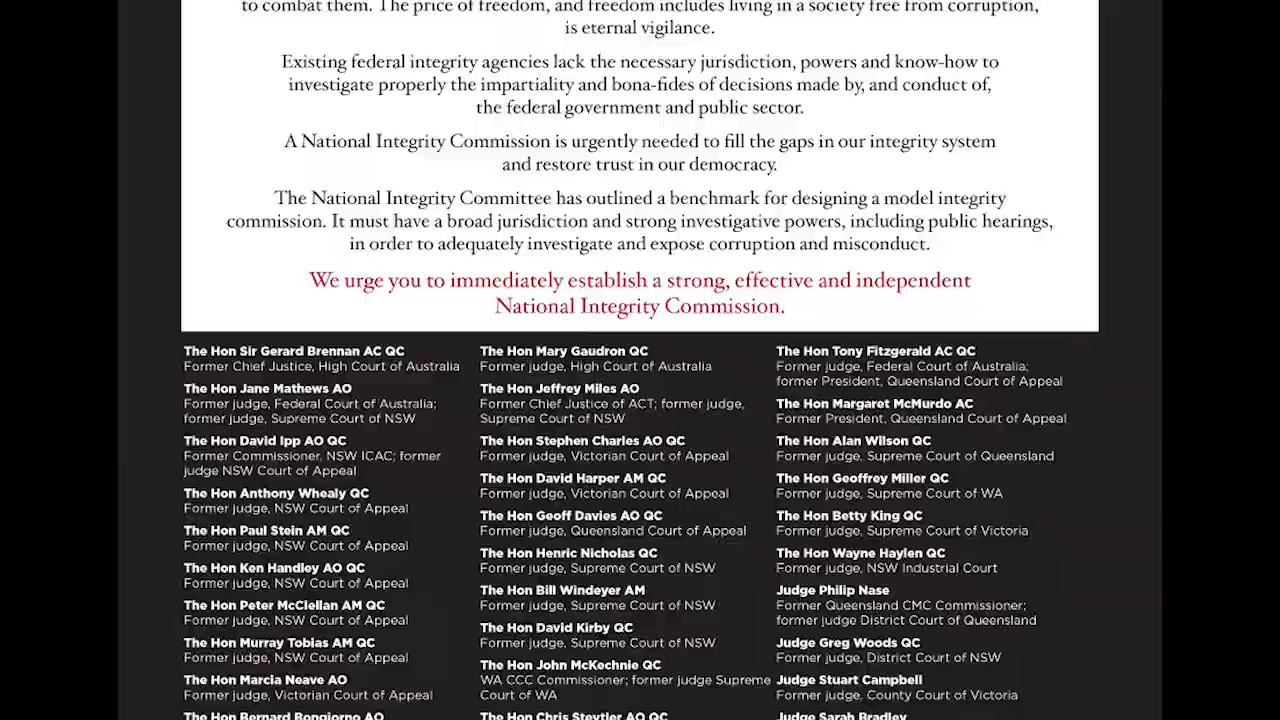 to combat them. The price of freedom, and freedom includes living in a society free from corruption,
is eternal vigilance.
Existing federal integrity agencies lack the necessary jurisdiction, powers and know-how to
investigate properly the impartiality and bona-fides of decisions made by, and conduct of,
the federal government and public sector.
A National Integrity Commission is urgently needed to fill the gaps in our integrity system
and restore trust in our democracy.
The National Integrity Committee has outlined a benchmark for designing a model integrity
commission. It must have a broad jurisdiction and strong investigative powers, including public hearings,
in order to adequately investigate and expose corruption and misconduct.
We urge you to immediately establish a strong, effective and independent
National Integrity Commission.
The Hon Sir Gerard Brennan AC QC
Former Chief Justice, High Court of Australia
The Hon Jane Mathews AO
Former judge, Federal Court of Australia;
former judge, Supreme Court of NSW
The Hon David Ipp AO QC
Former Commissioner, NSW ICAC; former
judge NSW Court of Appeal
The Hon Anthony Whealy QC
Former judge, NSW Court of Appeal
The Hon Paul Stein AM QC
Former judge, NSW Court of Appeal
The Hon Ken Handley AO QC
Former judge, NSW Court of Appeal
The Hon Peter McClellan AM QC
Former judge, NSW Court of Appeal
The Hon Murray Tobias AM QC
Former judge, NSW Court of Appeal
The Hon Marcia Neave AO
Former judge, Victorian Court of Appeal
The Hon Bernard Bongiorno AO
The Hon Mary Gaudron QC
Former judge, High Court of Australia
The Hon Jeffrey Miles AO
Former Chief Justice of ACT; former judge,
Supreme Court of NSW
The Hon Stephen Charles AO QC
Former judge, Victorian Court of Appeal
The Hon David Harper AM QC
Former judge, Victorian Court of Appeal
The Hon Geoff Davies AO QC
Former judge, Queensland Court of Appeal
The Hon Henric Nicholas QC
Former judge, Supreme Court of NSW
The Hon Bill Windeyer AM
Former judge, Supreme Court of NSW
The Hon David Kirby QC
Former judge, Supreme Court of NSW
The Hon John McKechnie QC
WA CCC Commissioner; former judge Supreme
Court of WA
The Hon Chris Steytler AO QC
The Hon Tony Fitzgerald AC QC
Former judge, Federal Court of Australia;
former President, Queensland Court of Appeal
The Hon Margaret McMurdo AC
Former President, Queensland Court of Appeal
The Hon Alan Wilson QC
Former judge, Supreme Court of Queensland
The Hon Geoffrey Miller QC
Former judge, Supreme Court of WA
The Hon Betty King QC
Former judge, Supreme Court of Victoria
The Hon Wayne Haylen QC
Former judge, NSW Industrial Court
Judge Philip Nase
Former Queensland CMC Commissioner;
former judge District Court of Queensland
Judge Greg Woods QC
Former judge, District Court of NSW
Judge Stuart Campbell
Former judge, County Court of Victoria
Judge Sarah Bradley